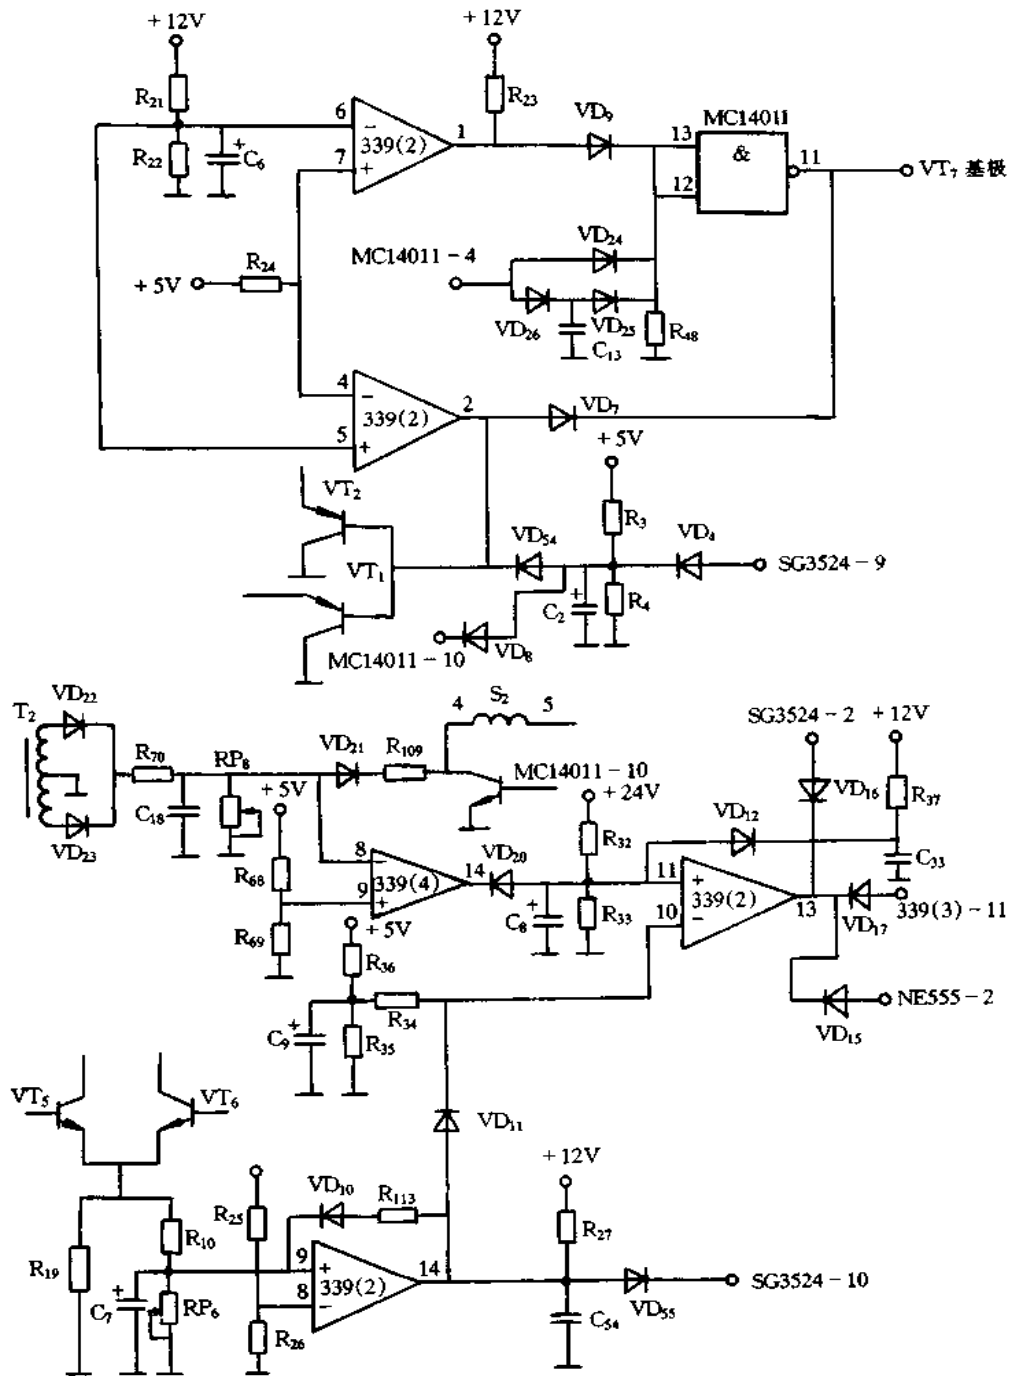 + 12V
+ 12V
R21
R23
VD9
MC14011
6
1
13
&
−
339(2)
R22
+
C6
7
+
12
11
VT7 基极
VD24
MC14011 - 4
R24
+ 5V
VD26
VD25
C13
R48
4
−
2
VD7
339(2)
5
+
+ 5V
VT2
R3
VD54
VD4
VT1
SG3524 - 9
+
C2
R4
MC14011 - 10
VD8
VD22
4
S2
5
T2
SG3524 - 2
+ 12V
R70
RP8
VD21
R109
MC14011 - 10
+ 5V
+ 24V
VD16
R37
C18
VD12
VD23
R32
8
−
14
VD20
C33
R68
339(4)
11
+
9
+
339(2)
+
C8
R33
10
−
13
VD17
339(3) - 11
R69
+ 5V
R36
NE555 - 2
R34
VD15
+
C9
R35
VT5
VT6
VD11
+ 12V
VD10
R113
R25
R10
R27
9
+
14
R19
339(2)
SG3524 - 10
+
C7
RP6
8
−
VD55
C54
R26